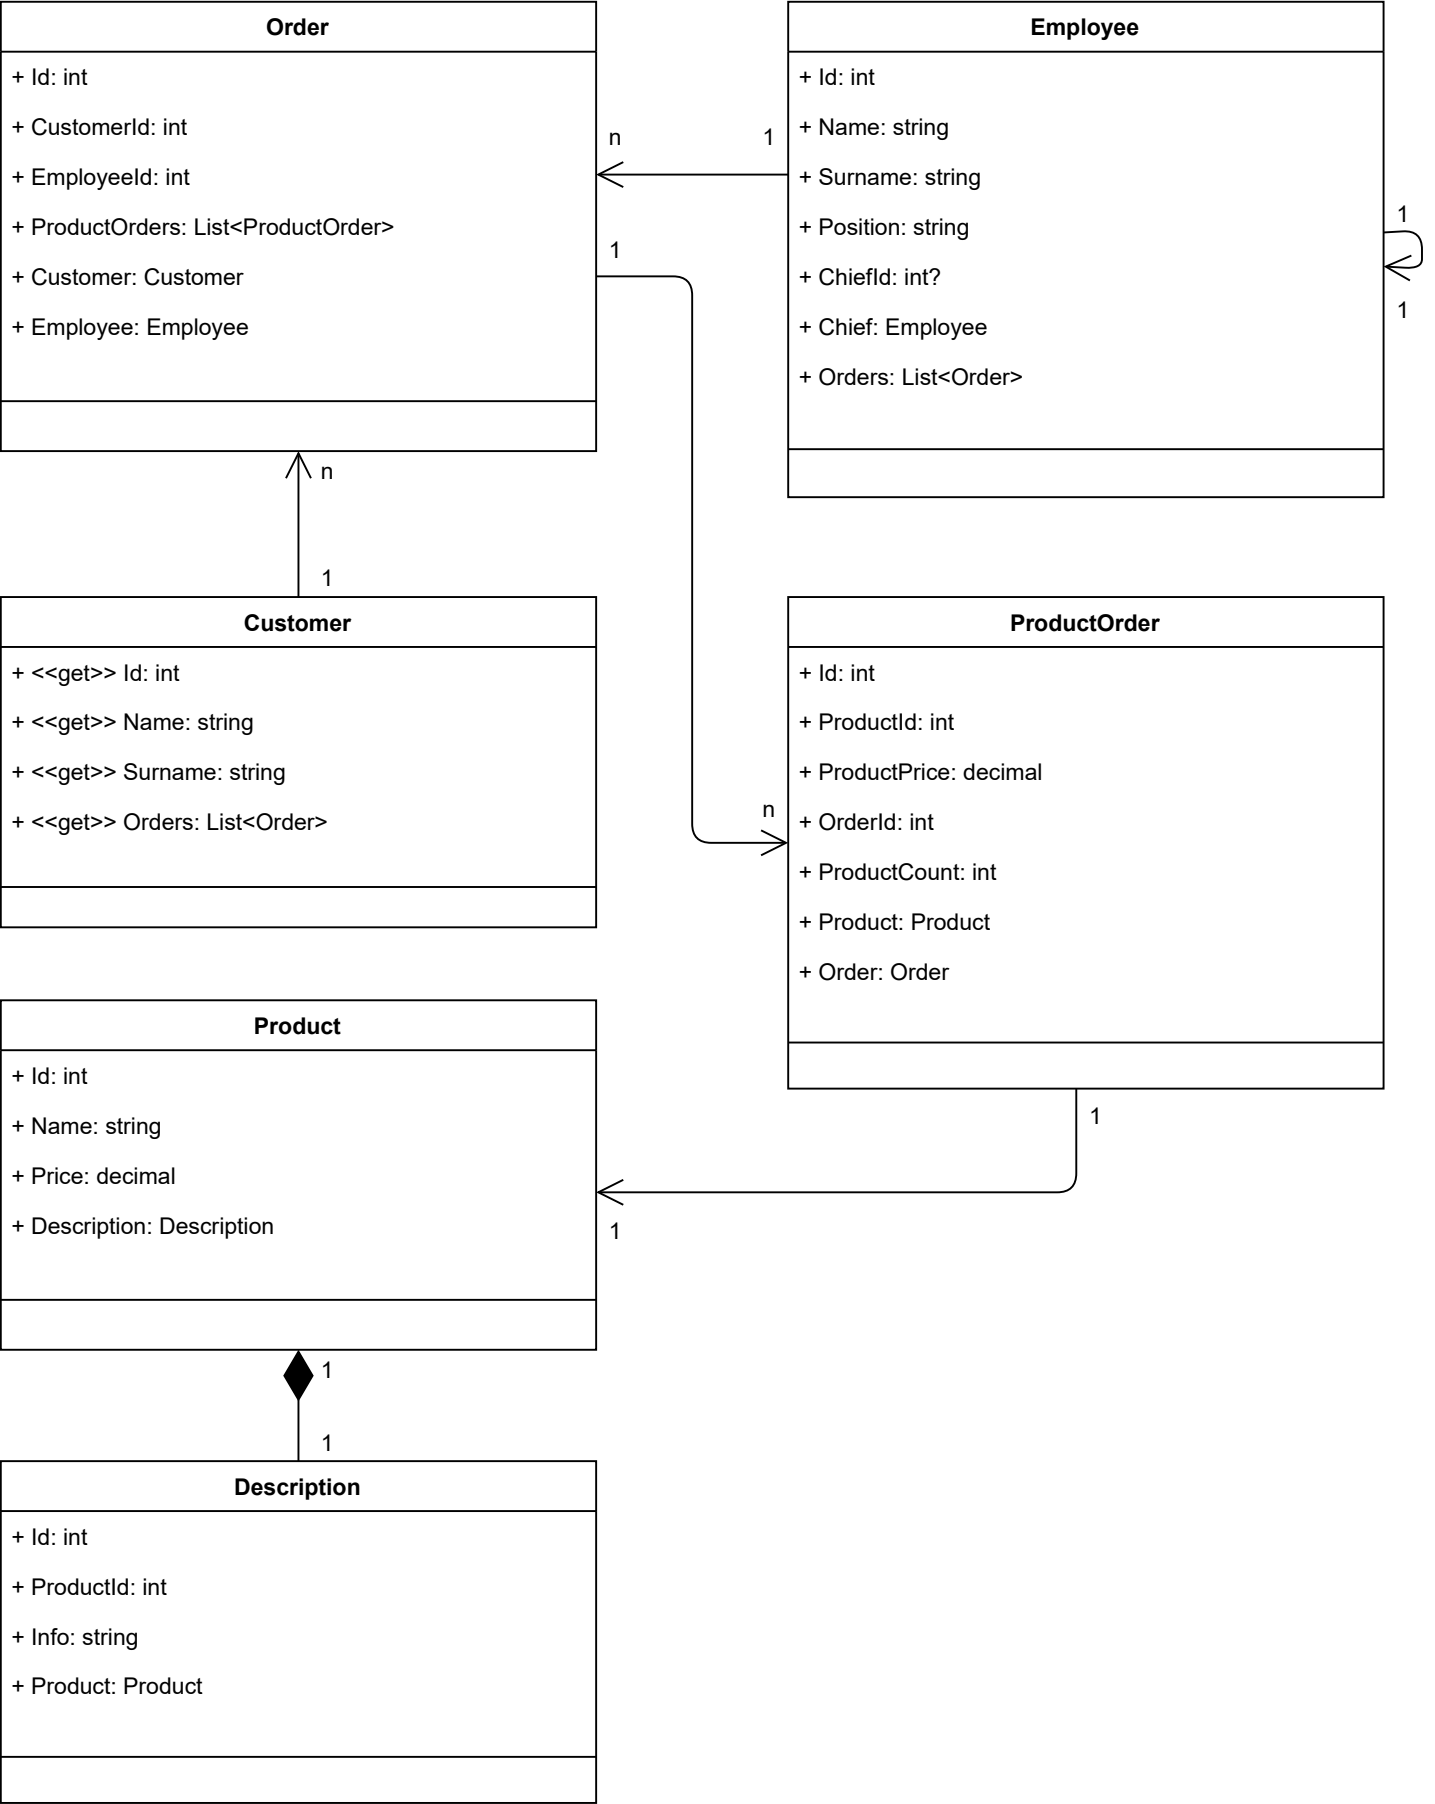 Order
+ Id: int
+ CustomerId: int
+ EmployeeId: int
+ ProductOrders: List<ProductOrder>
+ Customer: Customer
+ Employee: Employee
n
1
1
Employee
+ Id: int
+ Name: string
+ Surname: string
+ Position: string
+ ChiefId: int?
+ Chief: Employee
+ Orders: List<Order>
1
1
n
1
Customer
+ <<get>> Id: int
+ <<get>> Name: string
+ <<get>> Surname: string
+ <<get>> Orders: List<Order>
n
ProductOrder
+ Id: int
+ ProductId: int
+ ProductPrice: decimal
+ OrderId: int
+ ProductCount: int
+ Product: Product
+ Order: Order
1
1
Product
+ Id: int
+ Name: string
+ Price: decimal
+ Description: Description
1
1
Description
+ Id: int
+ ProductId: int
+ Info: string
+ Product: Product